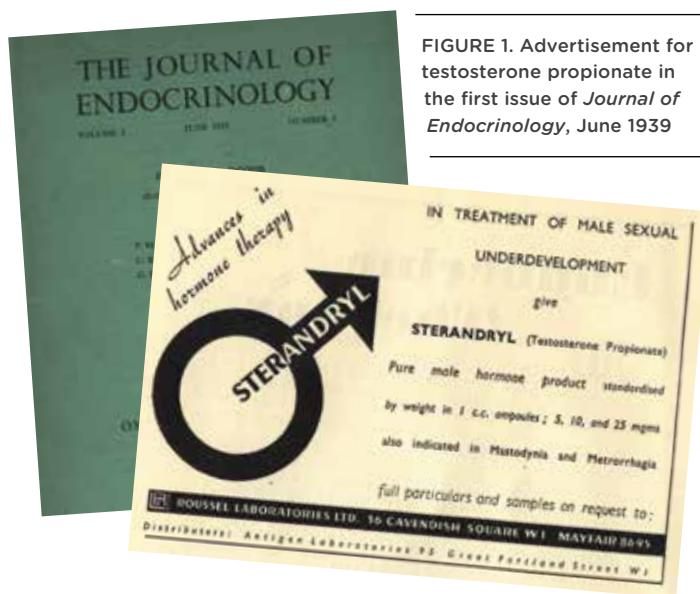 FIGURE 1. Advertisement for
testosterone propionate in
the first issue of Journal of
Endocrinology, June 1939
THE JOURNAL OF
ENDOCRINOLOGY
VOLUME I JUNE 1939 NUMBER I
Advances in
hormone therapy
STERANDRYL
IN TREATMENT OF MALE SEXUAL
UNDERDEVELOPMENT
give
STERANDRYL (Testosterone Propionate)
Pure male hormone product standardised
by weight in 1 c.c. ampoules; 5, 10, and 25 mgms
also indicated in Mastodynia and Metrorrhagia
full particulars and samples on request to:
ROUSSEL LABORATORIES LTD. 36 CAVENDISH SQUARE W1 MAYFAIR 8695
Distributors: Antigen Laboratories 95 Great Portland Street W1